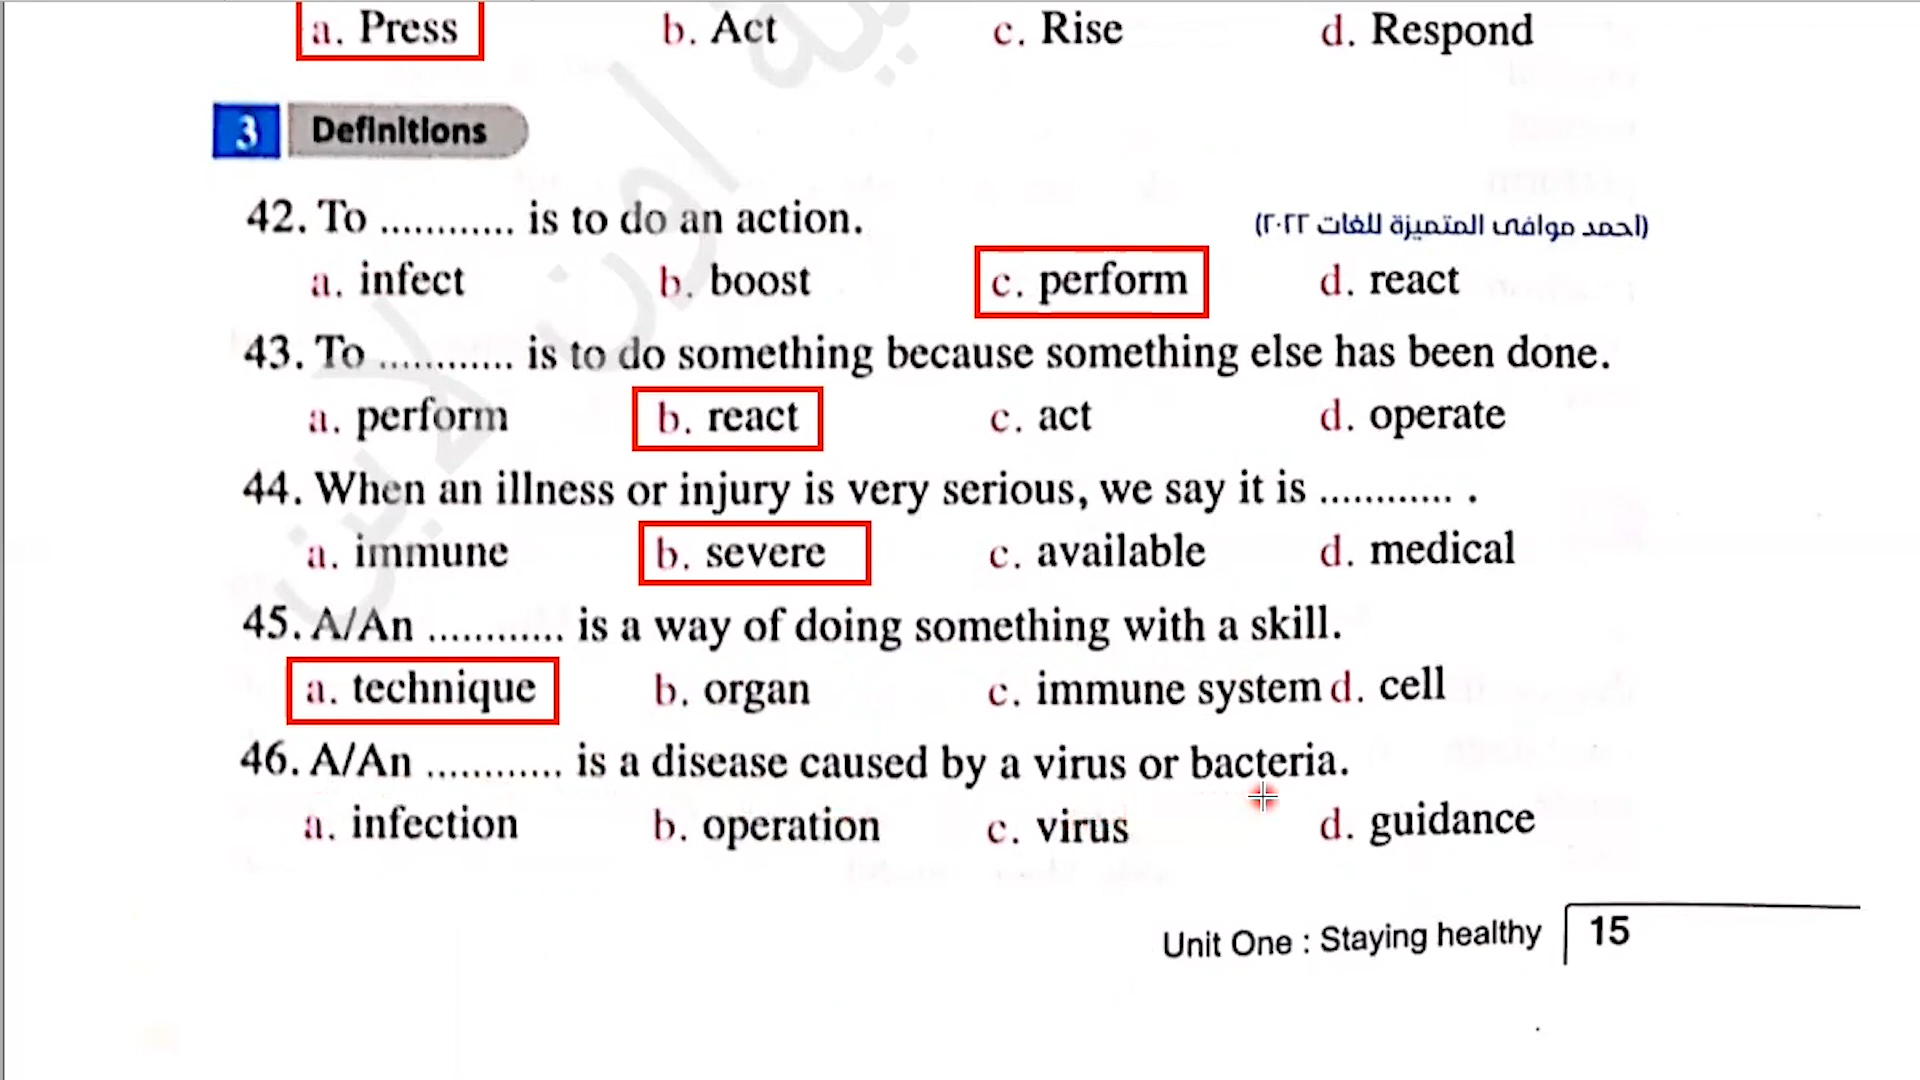 a. Press b. Act c. Rise d. Respond
3 Definitions
42. To ............ is to do an action. (احمد موافى المتميزة للغات ٢٠٢٢)
a. infect b. boost c. perform d. react
43. To ............ is to do something because something else has been done.
a. perform b. react c. act d. operate
44. When an illness or injury is very serious, we say it is ............ .
a. immune b. severe c. available d. medical
45. A/An ............ is a way of doing something with a skill.
a. technique b. organ c. immune system d. cell
46. A/An ............ is a disease caused by a virus or bacteria.
a. infection b. operation c. virus d. guidance
Unit One : Staying healthy 15
اون لاين